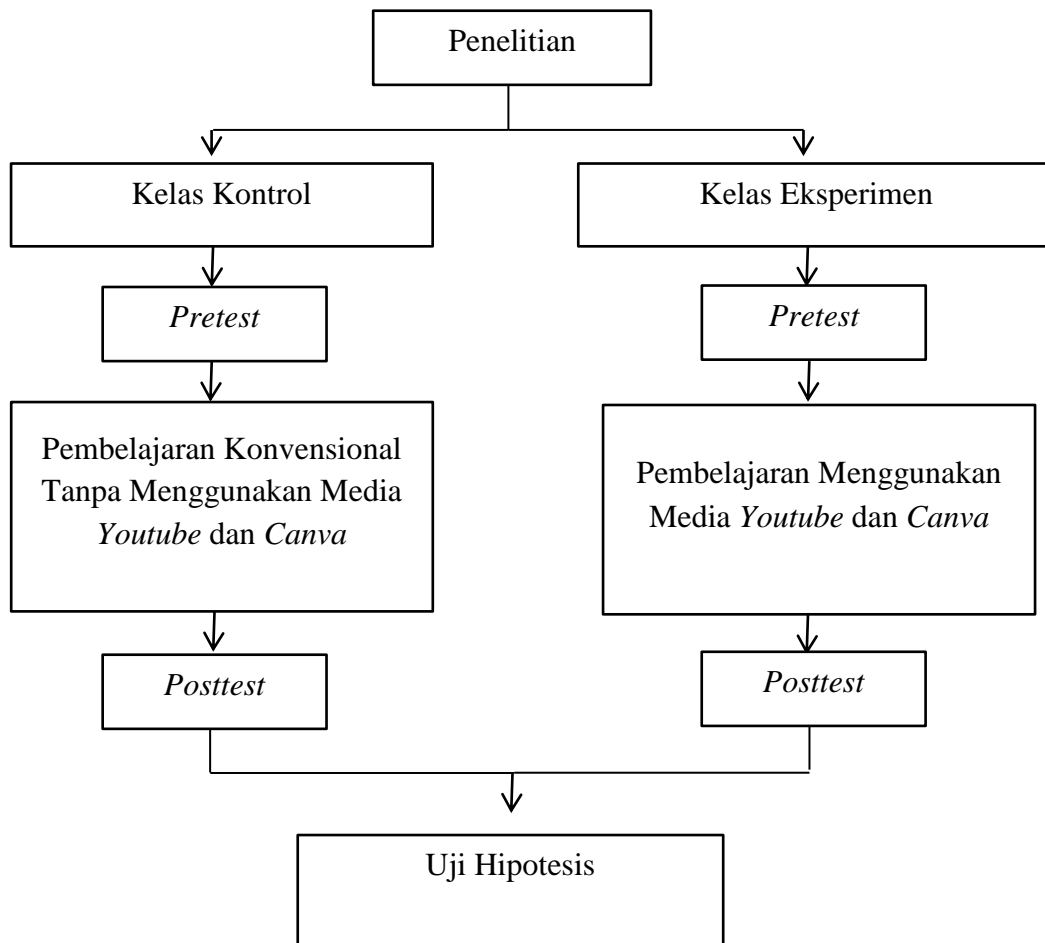 Penelitian
Kelas Kontrol
Kelas Eksperimen
Pretest
Pretest
Pembelajaran Konvensional
Tanpa Menggunakan Media
Youtube dan Canva
Pembelajaran Menggunakan
Media Youtube dan Canva
Posttest
Posttest
Uji Hipotesis